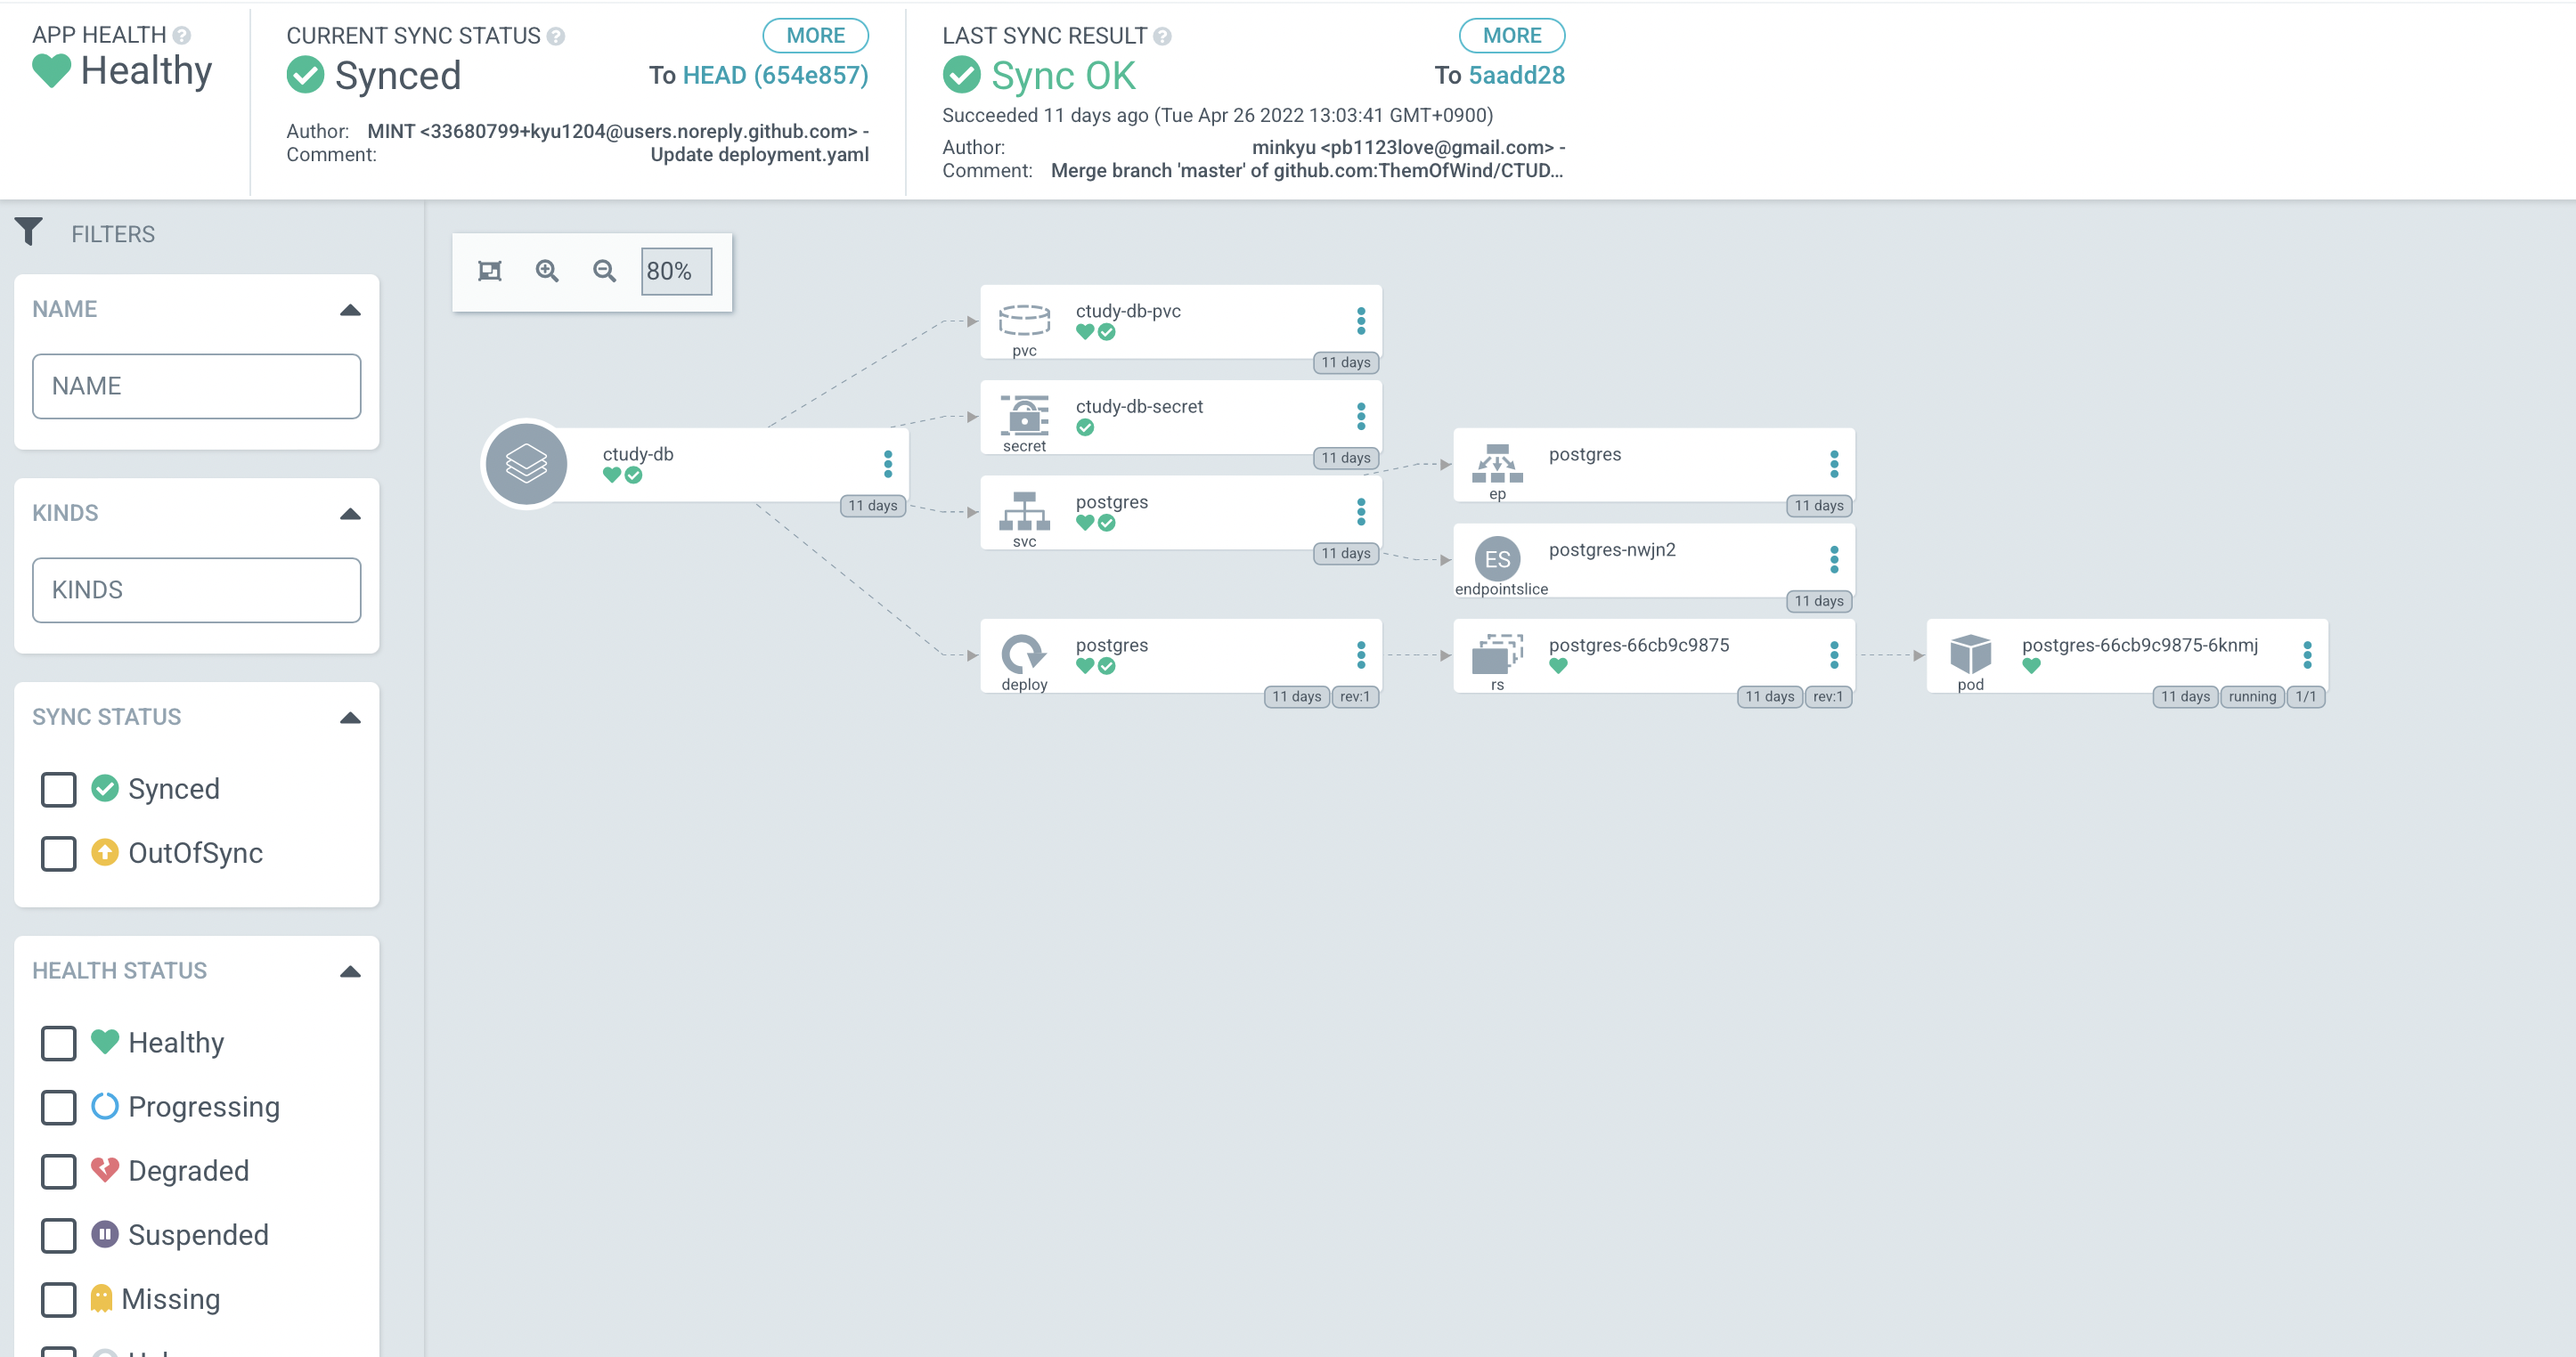 APP HEALTH
Healthy
CURRENT SYNC STATUS
MORE
Synced
To HEAD (654e857)
Author: MINT <33680799+kyu1204@users.noreply.github.com> -
Comment: Update deployment.yaml
LAST SYNC RESULT
MORE
Sync OK
To 5aadd28
Succeeded 11 days ago (Tue Apr 26 2022 13:03:41 GMT+0900)
Author: minkyu <pb1123love@gmail.com> -
Comment: Merge branch 'master' of github.com:ThemOfWind/CTUD...
FILTERS
NAME
NAME
KINDS
KINDS
SYNC STATUS
Synced
OutOfSync
HEALTH STATUS
Healthy
Progressing
Degraded
Suspended
Missing
80%
ctudy-db
11 days
ctudy-db-pvc
pvc
11 days
ctudy-db-secret
secret
11 days
postgres
svc
11 days
postgres
deploy
11 days rev:1
postgres
ep
11 days
ES
postgres-nwjn2
endpointslice
11 days
postgres-66cb9c9875
rs
11 days rev:1
postgres-66cb9c9875-6knmj
pod
11 days running 1/1